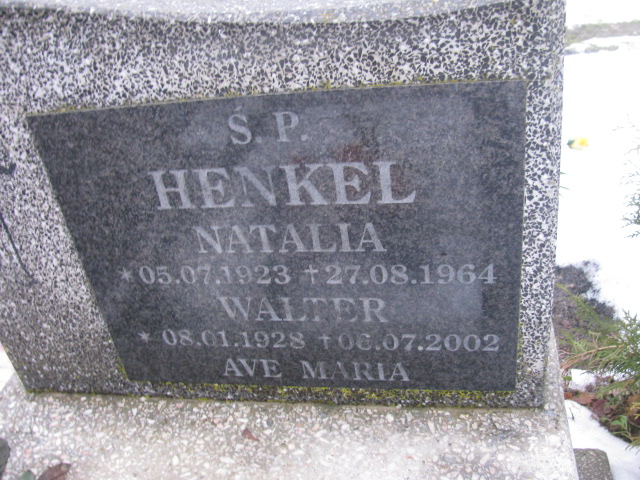 Ś.P.
HENKEL
NATALIA
* 05.07.1923 † 27.08.1964
WALTER
* 08.01.1928 † 06.07.2002
AVE MARIA